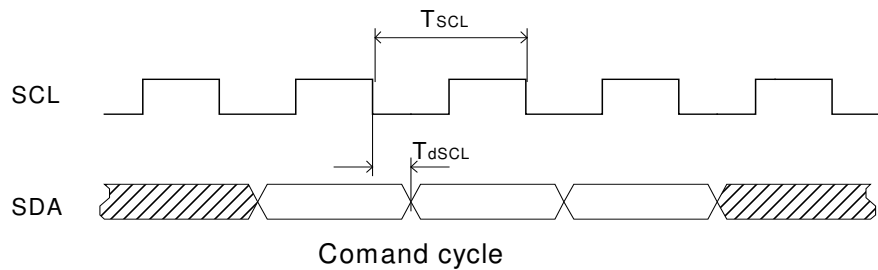 TSCL
SCL
TdSCL
SDA
Comand cycle